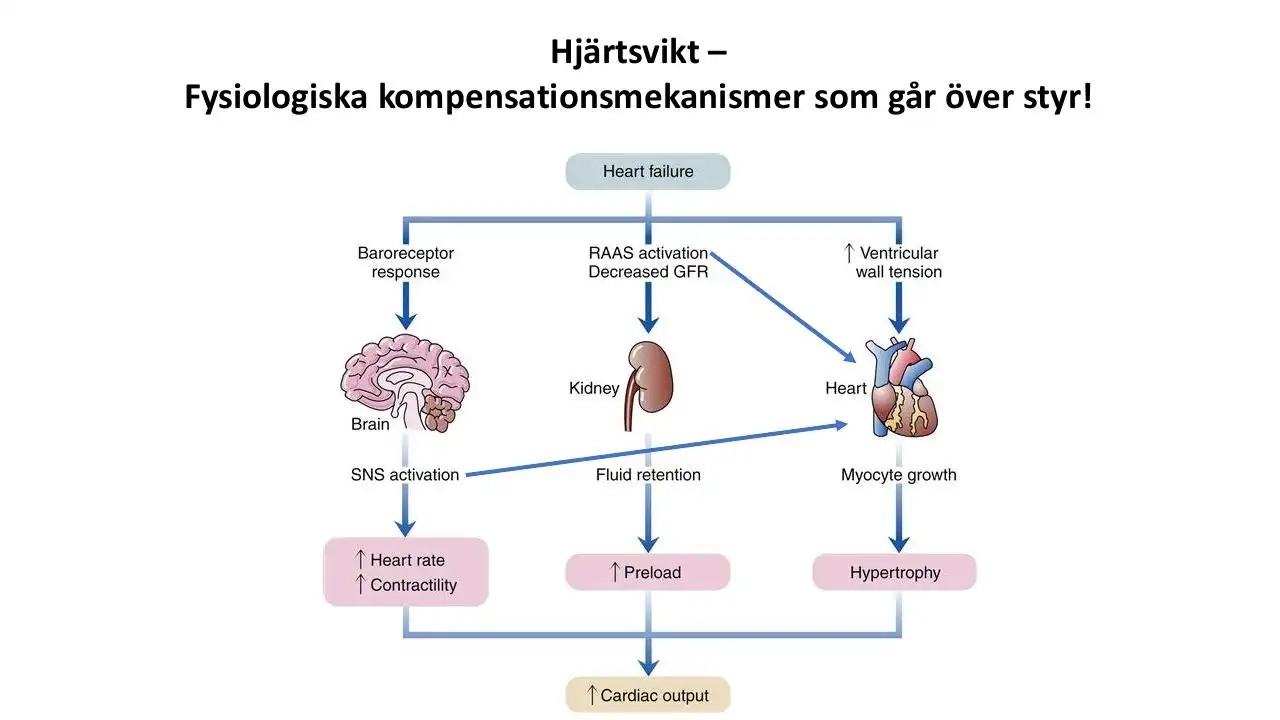 Hjärtsvikt –
Fysiologiska kompensationsmekanismer som går över styr!
Heart failure
Baroreceptor
response
RAAS activation
Decreased GFR
↑ Ventricular
wall tension
Brain
Kidney
Heart
SNS activation
Fluid retention
Myocyte growth
↑ Heart rate
↑ Contractility
↑ Preload
Hypertrophy
↑ Cardiac output